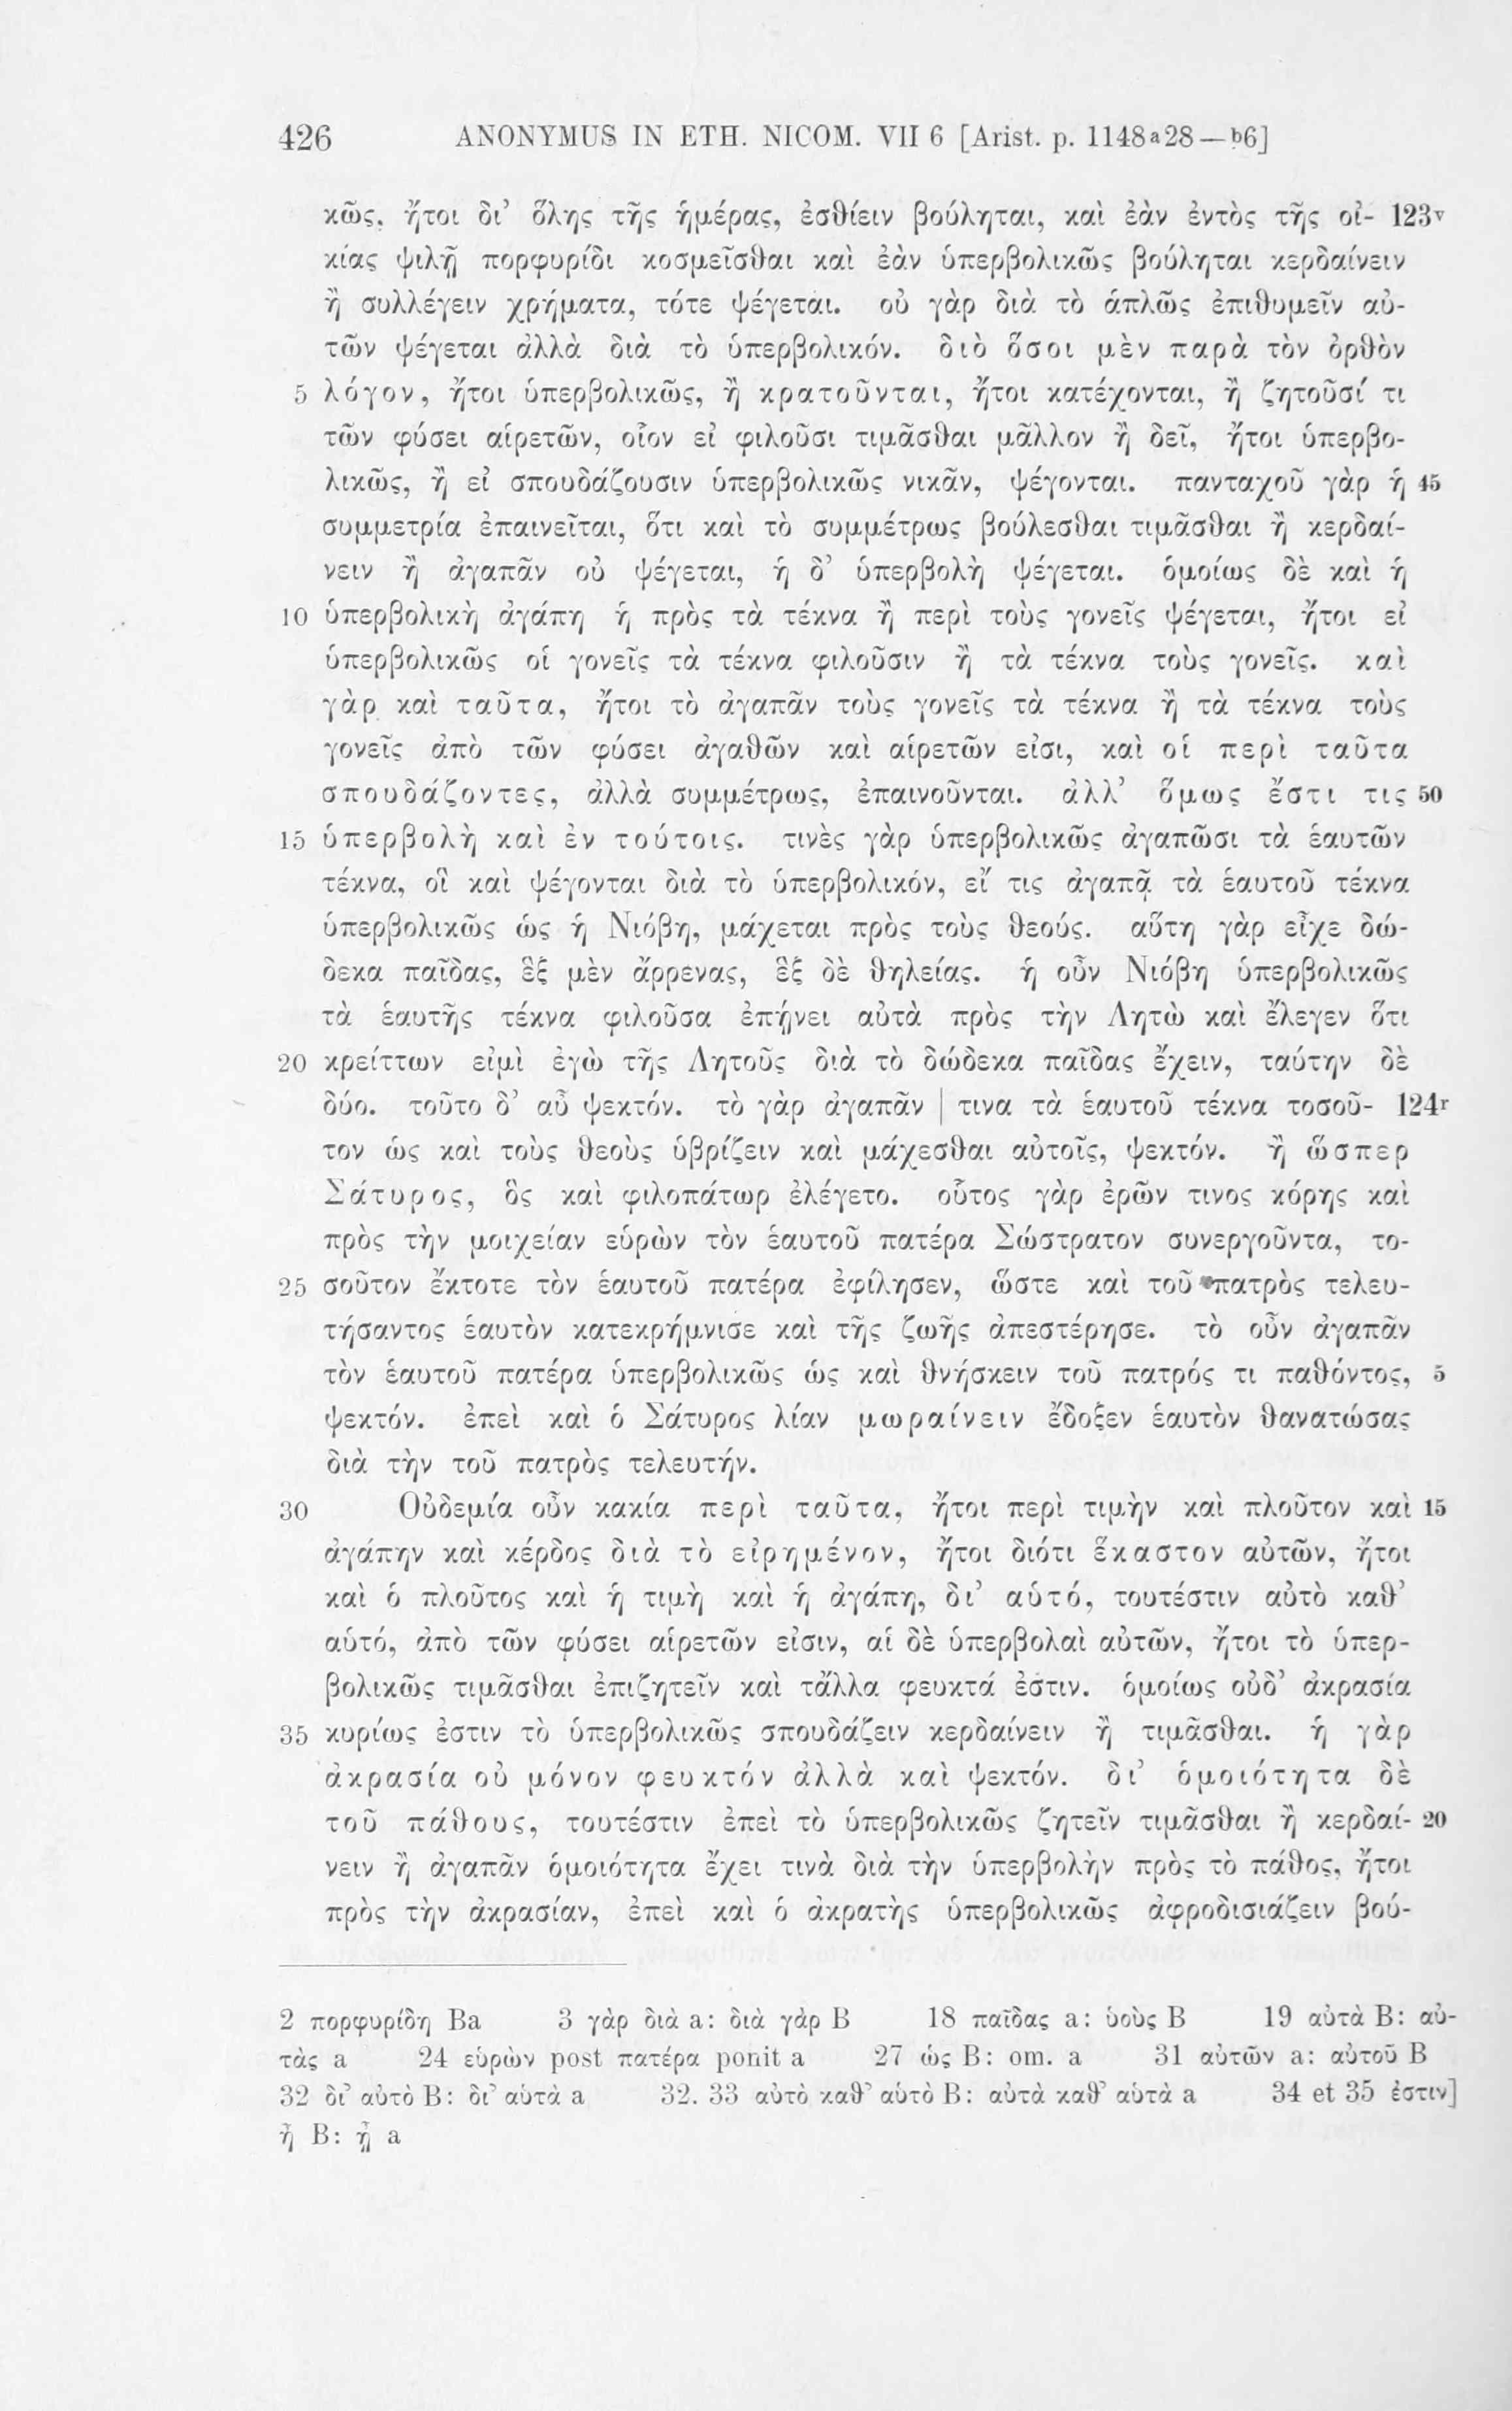 426 ANONYMUS IN ETH. NICOM. VII 6 [Arist. p. 1148a28—b6]
κῶς, ἤτοι δι’ ὅλης τῆς ἡμέρας, ἐσθίειν βούληται, καὶ ἐὰν ἐντὸς τῆς οἰ- 123v
κίας ψιλῇ πορφυρίδι κοσμεῖσθαι καὶ ἐὰν ὑπερβολικῶς βούληται κερδαίνειν
ἢ συλλέγειν χρήματα, τότε ψέγεται. οὐ γὰρ διὰ τὸ ἁπλῶς ἐπιθυμεῖν αὐ-
τῶν ψέγεται ἀλλὰ διὰ τὸ ὑπερβολικόν. διὸ ὅσοι μὲν παρὰ τὸν ὀρθὸν
5 λόγον, ἤτοι ὑπερβολικῶς, ἢ κρατοῦνται, ἤτοι κατέχονται, ἢ ζητοῦσί τι
τῶν φύσει αἱρετῶν, οἷον εἰ φιλοῦσι τιμᾶσθαι μᾶλλον ἢ δεῖ, ἤτοι ὑπερβο-
λικῶς, ἢ εἰ σπουδάζουσιν ὑπερβολικῶς νικᾶν, ψέγονται. πανταχοῦ γὰρ ἡ 45
συμμετρία ἐπαινεῖται, ὅτι καὶ τὸ συμμέτρως βούλεσθαι τιμᾶσθαι ἢ κερδαί-
νειν ἢ ἀγαπᾶν οὐ ψέγεται, ἡ δ’ ὑπερβολὴ ψέγεται. ὁμοίως δὲ καὶ ἡ
10 ὑπερβολικὴ ἀγάπη ἡ πρὸς τὰ τέκνα ἢ περὶ τοὺς γονεῖς ψέγεται, ἤτοι εἰ
ὑπερβολικῶς οἱ γονεῖς τὰ τέκνα φιλοῦσιν ἢ τὰ τέκνα τοὺς γονεῖς. καὶ
γὰρ καὶ ταῦτα, ἤτοι τὸ ἀγαπᾶν τοὺς γονεῖς τὰ τέκνα ἢ τὰ τέκνα τοὺς
γονεῖς ἀπὸ τῶν φύσει ἀγαθῶν καὶ αἱρετῶν εἰσι, καὶ οἱ περὶ ταῦτα
σπουδάζοντες, ἀλλὰ συμμέτρως, ἐπαινοῦνται. ἀλλ’ ὅμως ἔστι τις 50
15 ὑπερβολὴ καὶ ἐν τούτοις. τινὲς γὰρ ὑπερβολικῶς ἀγαπῶσι τὰ ἑαυτῶν
τέκνα, οἳ καὶ ψέγονται διὰ τὸ ὑπερβολικόν, εἴ τις ἀγαπᾷ τὰ ἑαυτοῦ τέκνα
ὑπερβολικῶς ὡς ἡ Νιόβη, μάχεται πρὸς τοὺς θεούς. αὕτη γὰρ εἶχε δώ-
δεκα παῖδας, ἓξ μὲν ἄρρενας, ἓξ δὲ θηλείας. ἡ οὖν Νιόβη ὑπερβολικῶς
τὰ ἑαυτῆς τέκνα φιλοῦσα ἐπῄνει αὐτὰ πρὸς τὴν Λητὼ καὶ ἔλεγεν ὅτι
20 κρείττων εἰμὶ ἐγὼ τῆς Λητοῦς διὰ τὸ δώδεκα παῖδας ἔχειν, ταύτην δὲ
δύο. τοῦτο δ’ αὖ ψεκτόν. τὸ γὰρ ἀγαπᾶν | τινα τὰ ἑαυτοῦ τέκνα τοσοῦ- 124r
τον ὡς καὶ τοὺς θεοὺς ὑβρίζειν καὶ μάχεσθαι αὐτοῖς, ψεκτόν. ἢ ὥσπερ
Σάτυρος, ὃς καὶ φιλοπάτωρ ἐλέγετο. οὗτος γὰρ ἐρῶν τινος κόρης καὶ
πρὸς τὴν μοιχείαν εὑρὼν τὸν ἑαυτοῦ πατέρα Σώστρατον συνεργοῦντα, το-
25 σοῦτον ἔκτοτε τὸν ἑαυτοῦ πατέρα ἐφίλησεν, ὥστε καὶ τοῦ πατρὸς τελευ-
τήσαντος ἑαυτὸν κατεκρήμνισε καὶ τῆς ζωῆς ἀπεστέρησε. τὸ οὖν ἀγαπᾶν
τὸν ἑαυτοῦ πατέρα ὑπερβολικῶς ὡς καὶ θνήσκειν τοῦ πατρός τι παθόντος, 5
ψεκτόν. ἐπεὶ καὶ ὁ Σάτυρος λίαν μωραίνειν ἔδοξεν ἑαυτὸν θανατώσας
διὰ τὴν τοῦ πατρὸς τελευτήν.
30 Οὐδεμία οὖν κακία περὶ ταῦτα, ἤτοι περὶ τιμὴν καὶ πλοῦτον καὶ 15
ἀγάπην καὶ κέρδος διὰ τὸ εἰρημένον, ἤτοι διότι ἕκαστον αὐτῶν, ἤτοι
καὶ ὁ πλοῦτος καὶ ἡ τιμὴ καὶ ἡ ἀγάπη, δι’ αὑτό, τουτέστιν αὐτὸ καθ’
αὑτό, ἀπὸ τῶν φύσει αἱρετῶν εἰσιν, αἱ δὲ ὑπερβολαὶ αὐτῶν, ἤτοι τὸ ὑπερ-
βολικῶς τιμᾶσθαι ἐπιζητεῖν καὶ τἄλλα φευκτά ἐστιν. ὁμοίως οὐδ’ ἀκρασία
35 κυρίως ἐστιν τὸ ὑπερβολικῶς σπουδάζειν κερδαίνειν ἢ τιμᾶσθαι. ἡ γὰρ
ἀκρασία οὐ μόνον φευκτόν ἀλλὰ καὶ ψεκτόν. δι’ ὁμοιότητα δὲ
τοῦ πάθους, τουτέστιν ἐπεὶ τὸ ὑπερβολικῶς ζητεῖν τιμᾶσθαι ἢ κερδαί- 20
νειν ἢ ἀγαπᾶν ὁμοιότητα ἔχει τινὰ διὰ τὴν ὑπερβολὴν πρὸς τὸ πάθος, ἤτοι
πρὸς τὴν ἀκρασίαν, ἐπεὶ καὶ ὁ ἀκρατὴς ὑπερβολικῶς ἀφροδισιάζειν βού-
2 πορφυρίδη Ba 3 γὰρ διὰ a: διὰ γὰρ B 18 παῖδας a: ὑοὺς B 19 αὐτὰ B: αὐ-
τὰς a 24 εὑρὼν post πατέρα ponit a 27 ὡς B: om. a 31 αὐτῶν a: αὐτοῦ B
32 δι’ αὐτὸ B: δι’ αὑτὰ a 32. 33 αὐτὸ καθ’ αὑτὸ B: αὐτὰ καθ’ αὑτὰ a 34 et 35 ἐστιν]
ἦ B: ᾖ a